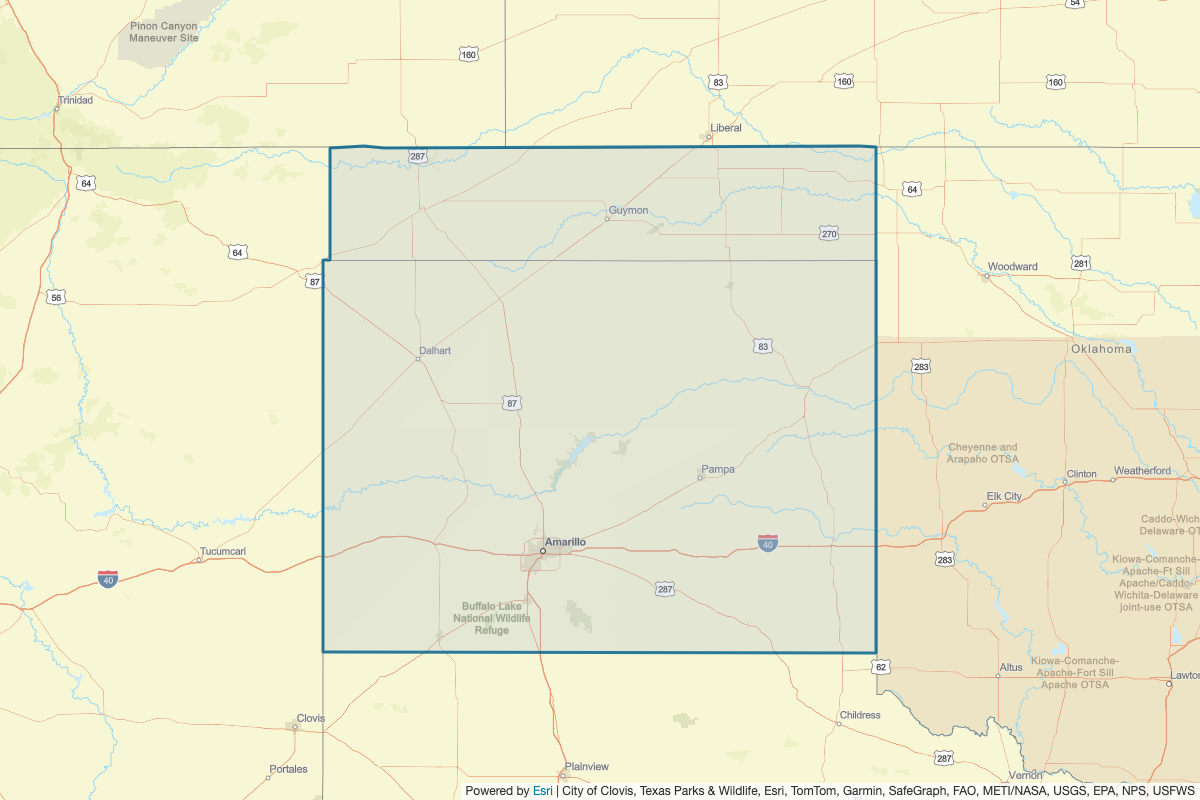 54
Pinon Canyon
Maneuver Site
160
83
160
160
Trinidad
Liberal
287
64
64
Guymon
270
64
Woodward
281
87
56
Dalhart
83
Oklahoma
283
87
Cheyenne and
Arapaho OTSA
Pampa
Clinton
Weatherford
Elk City
Caddo-Wich
Delaware OT
Amarillo
40
Tucumcari
40
283
Kiowa-Comanche-
Apache-Ft Sill
Apache/Caddo-
Wichita-Delaware
joint-use OTSA
287
Buffalo Lake
National Wildlife
Refuge
62
Kiowa-Comanche-
Apache-Fort Sill
Apache OTSA
Altus
Lawton
Clovis
Childress
287
Portales
Plainview
Vernon
Powered by Esri | City of Clovis, Texas Parks & Wildlife, Esri, TomTom, Garmin, SafeGraph, FAO, METI/NASA, USGS, EPA, NPS, USFWS